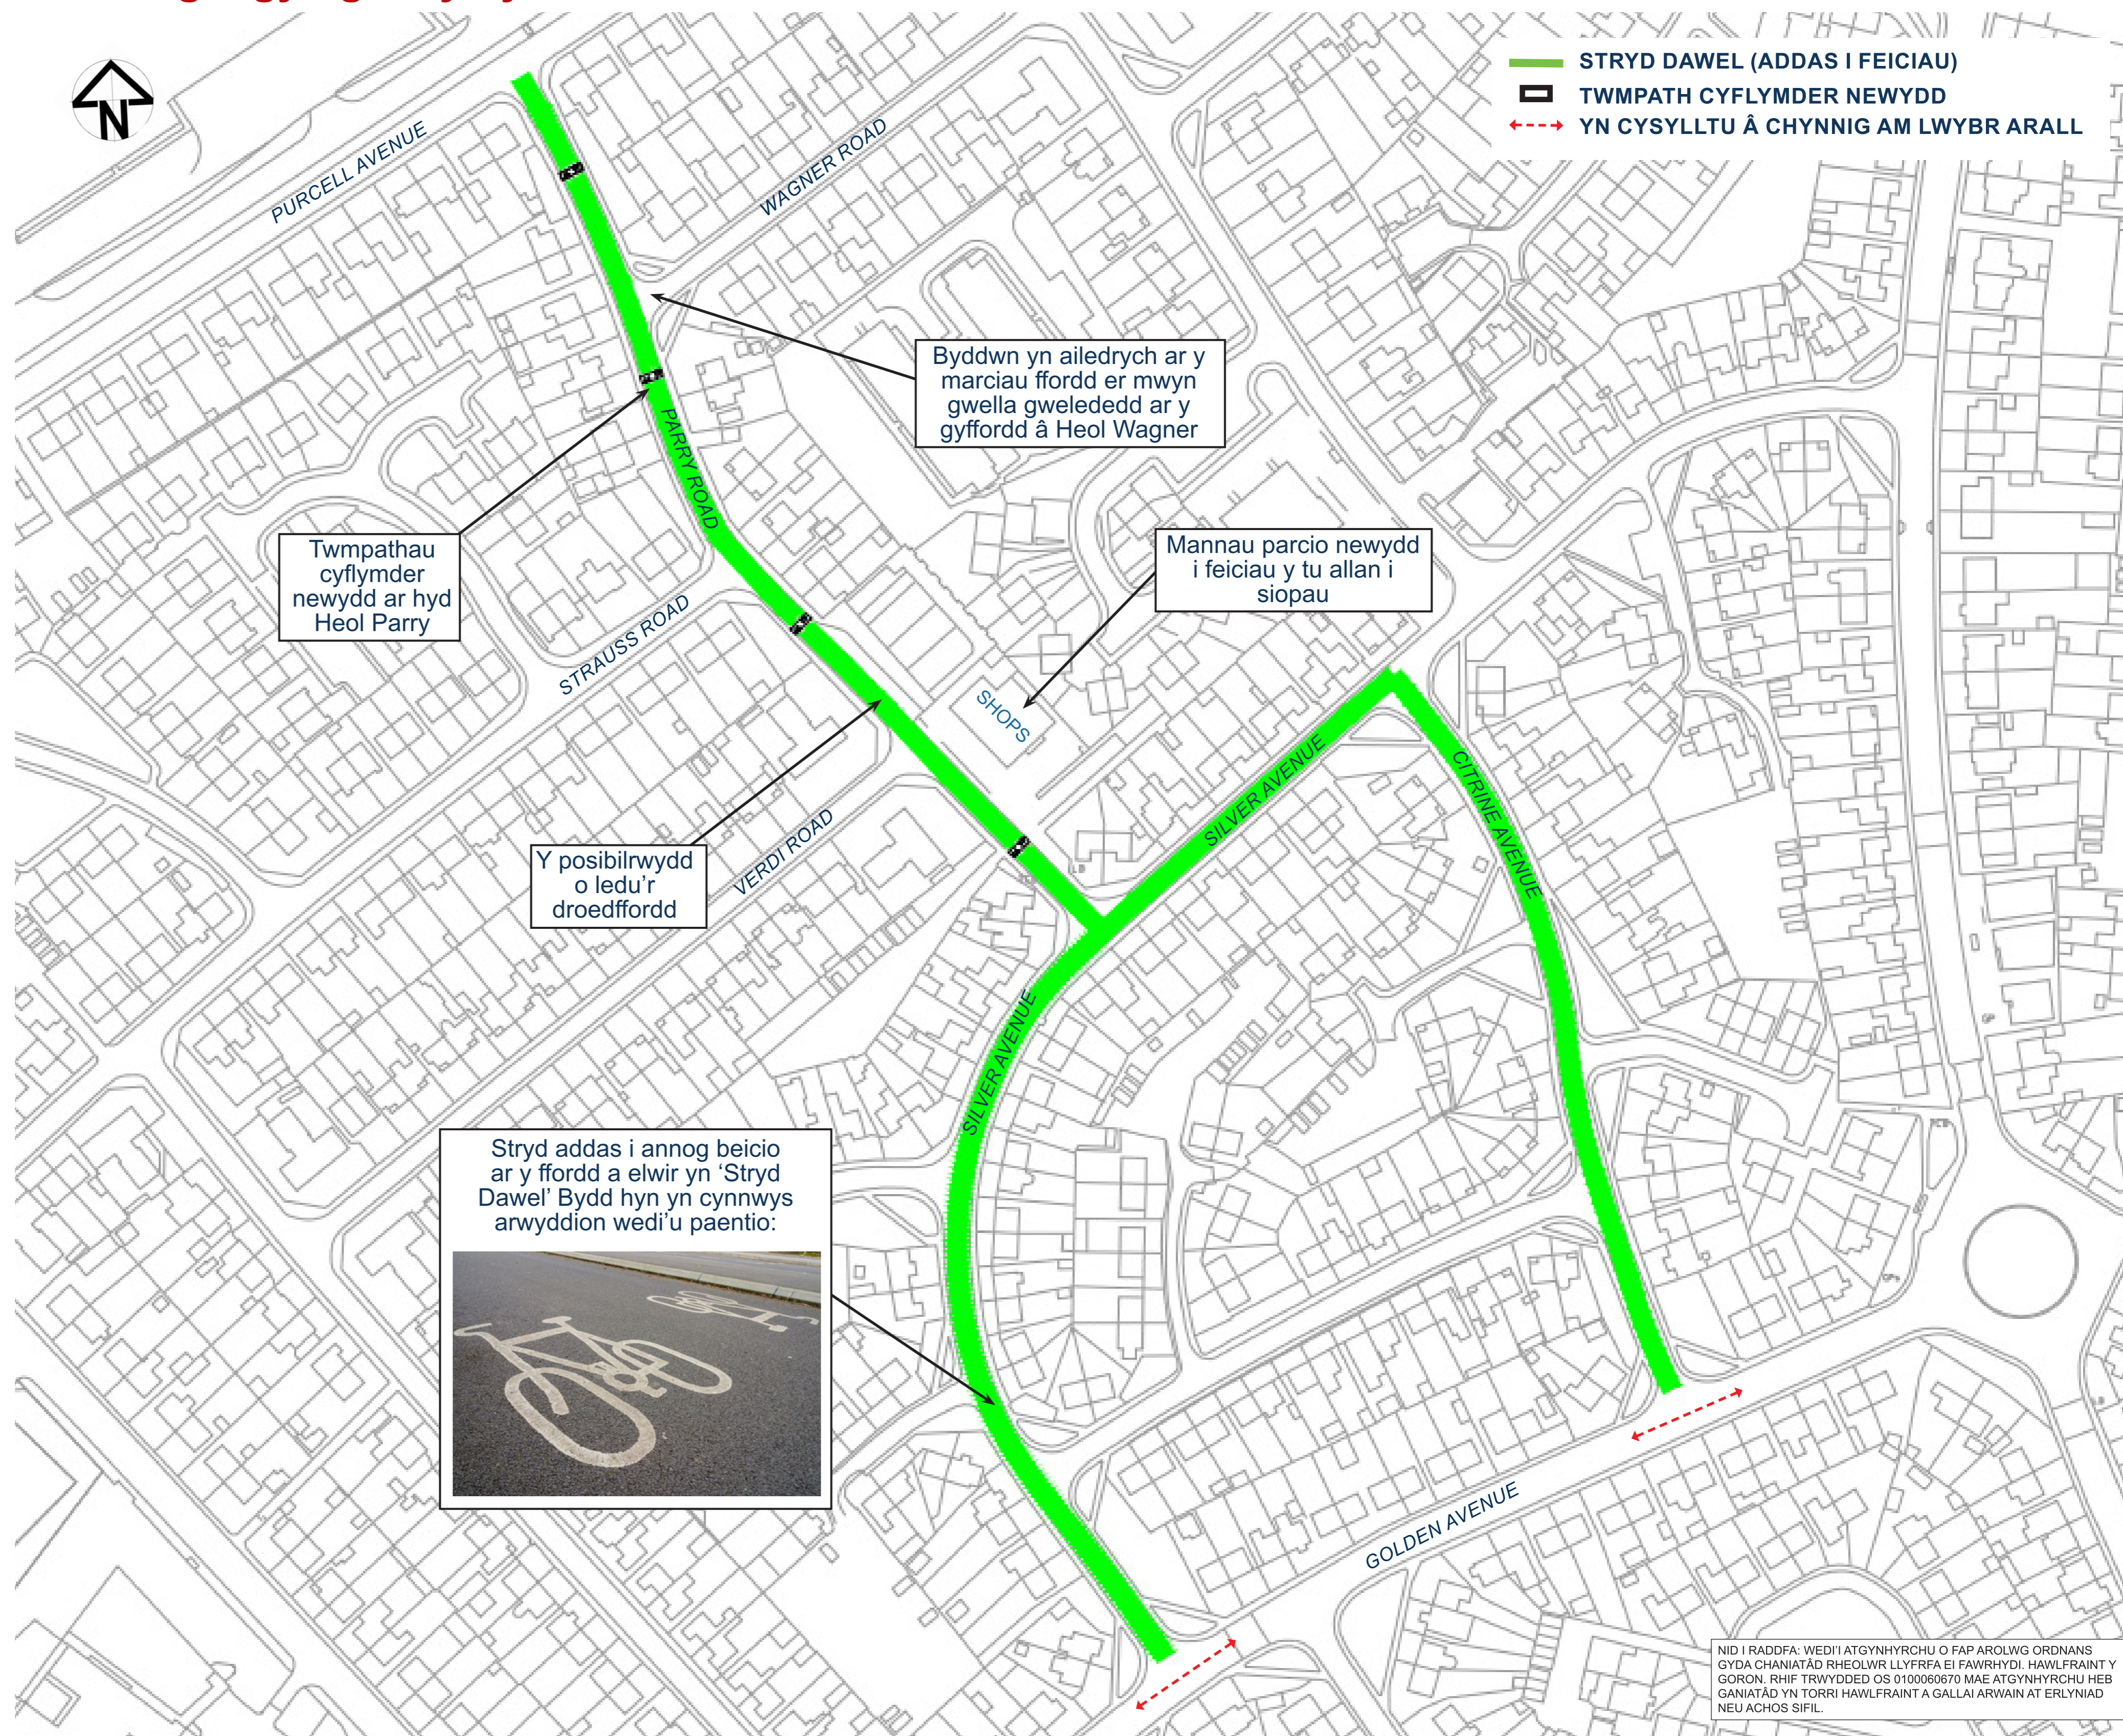 N
STRYD DAWEL (ADDAS I FEICIAU)
TWMPATH CYFLYMDER NEWYDD
YN CYSYLLTU Â CHYNNIG AM LWYBR ARALL
PURCELL AVENUE
WAGNER ROAD
Byddwn yn ailedrych ar y
marciau ffordd er mwyn
gwella gwelededd ar y
gyffordd â Heol Wagner
PARRY ROAD
Twmpathau
cyflymder
newydd ar hyd
Heol Parry
Mannau parcio newydd
i feiciau y tu allan i
siopau
STRAUSS ROAD
SHOPS
SILVER AVENUE
CITRINE AVENUE
Y posibilrwydd
o ledu’r
droedffordd
VERDI ROAD
SILVER AVENUE
Stryd addas i annog beicio
ar y ffordd a elwir yn ‘Stryd
Dawel’ Bydd hyn yn cynnwys
arwyddion wedi’u paentio:
GOLDEN AVENUE
NID I RADDFA: WEDI’I ATGYNHYRCHU O FAP AROLWG ORDNANS
GYDA CHANIATÂD RHEOLWR LLYFRFA EI FAWRHYDI. HAWLFRAINT Y
GORON. RHIF TRWYDDED OS 0100060670 MAE ATGYNHYRCHU HEB
GANIATÂD YN TORRI HAWLFRAINT A GALLAI ARWAIN AT ERLYNIAD
NEU ACHOS SIFIL.